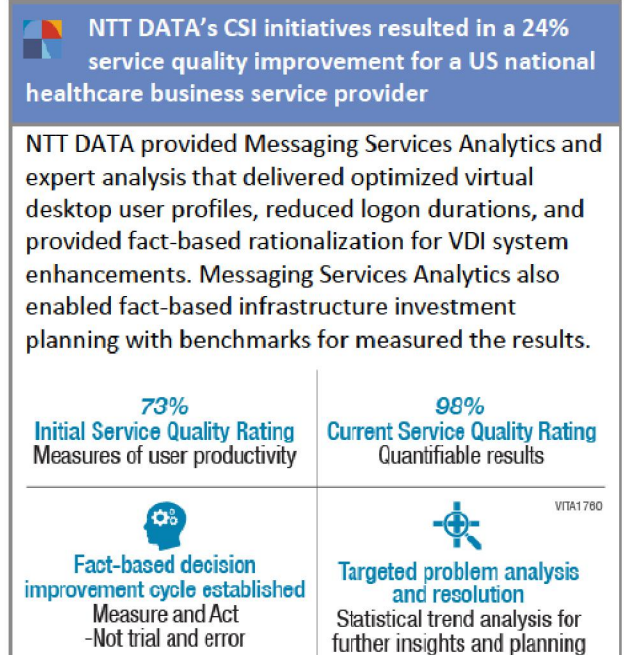 NTT DATA's CSI initiatives resulted in a 24%
service quality improvement for a US national
healthcare business service provider
NTT DATA provided Messaging Services Analytics and
expert analysis that delivered optimized virtual
desktop user profiles, reduced logon durations, and
provided fact-based rationalization for VDI system
enhancements. Messaging Services Analytics also
enabled fact-based infrastructure investment
planning with benchmarks for measured the results.
73%
Initial Service Quality Rating
Measures of user productivity
98%
Current Service Quality Rating
Quantifiable results
Fact-based decision
improvement cycle established
Measure and Act
-Not trial and error
VITA1760
Targeted problem analysis
and resolution
Statistical trend analysis for
further insights and planning